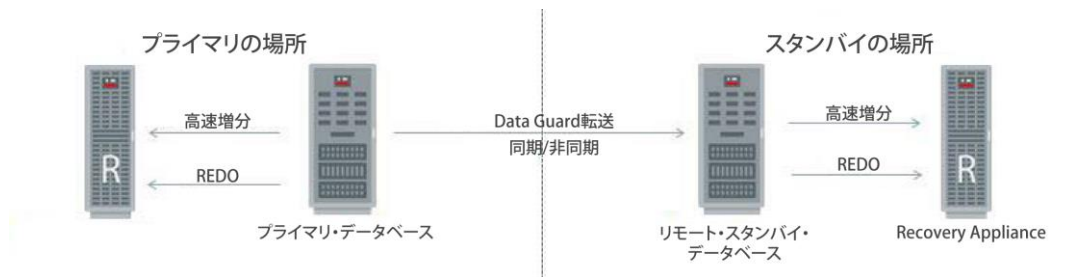 プライマリの場所
スタンバイの場所
R
高速増分
REDO
Data Guard転送
同期/非同期
高速増分
REDO
R
プライマリ・データベース
リモート・スタンバイ・
データベース
Recovery Appliance